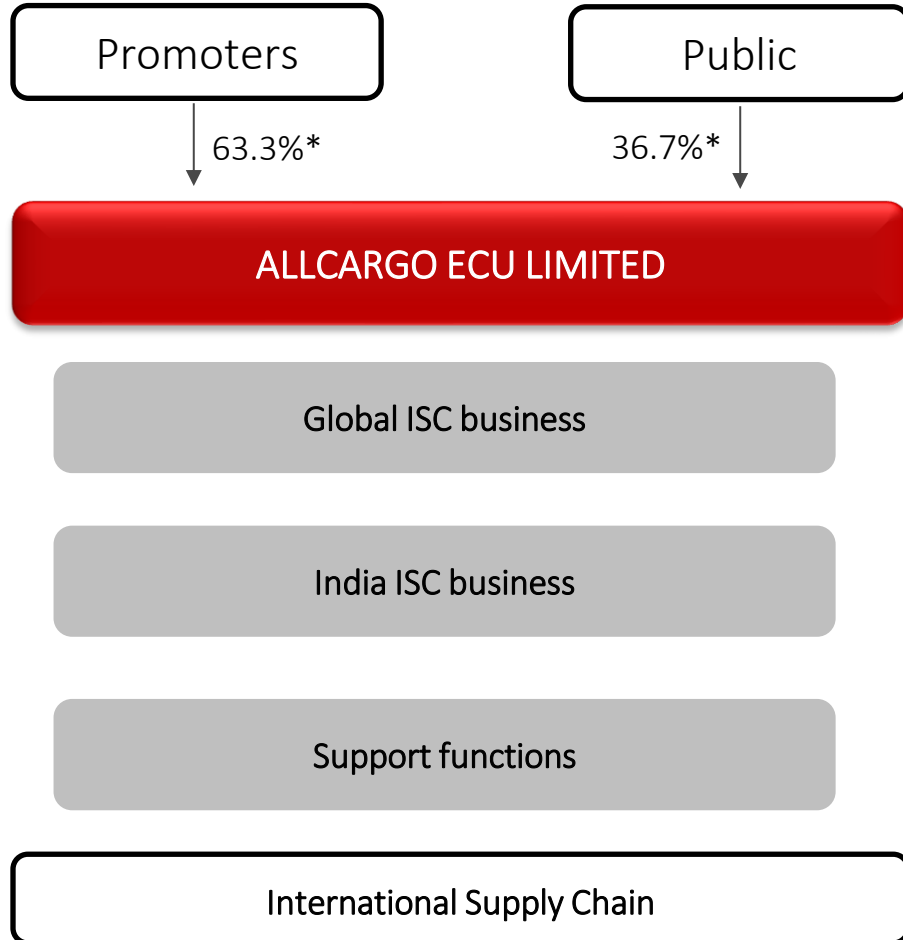 Promoters
Public
63.3%*
36.7%*
ALLCARGO ECU LIMITED
Global ISC business
India ISC business
Support functions
International Supply Chain